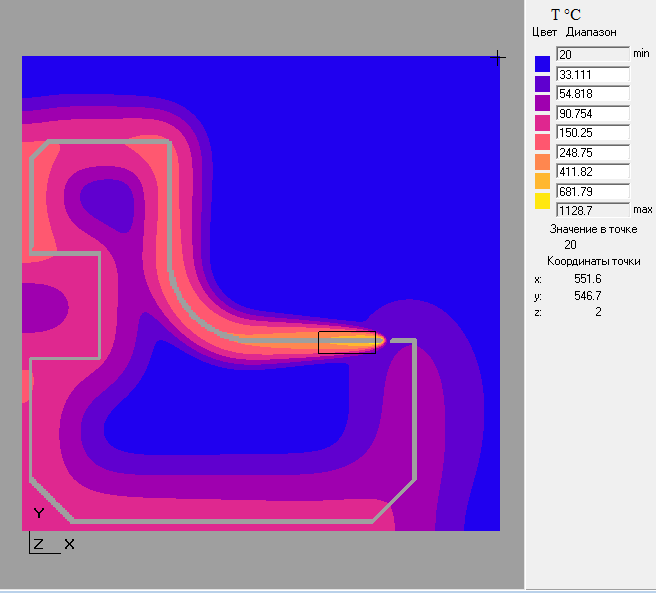 T °C
Цвет Диапазон
20 min
33.111
54.818
90.754
150.25
248.75
411.82
681.79
1128.7 max
Значение в точке
20
Координаты точки
x: 551.6
y: 546.7
z: 2
Y
Z X